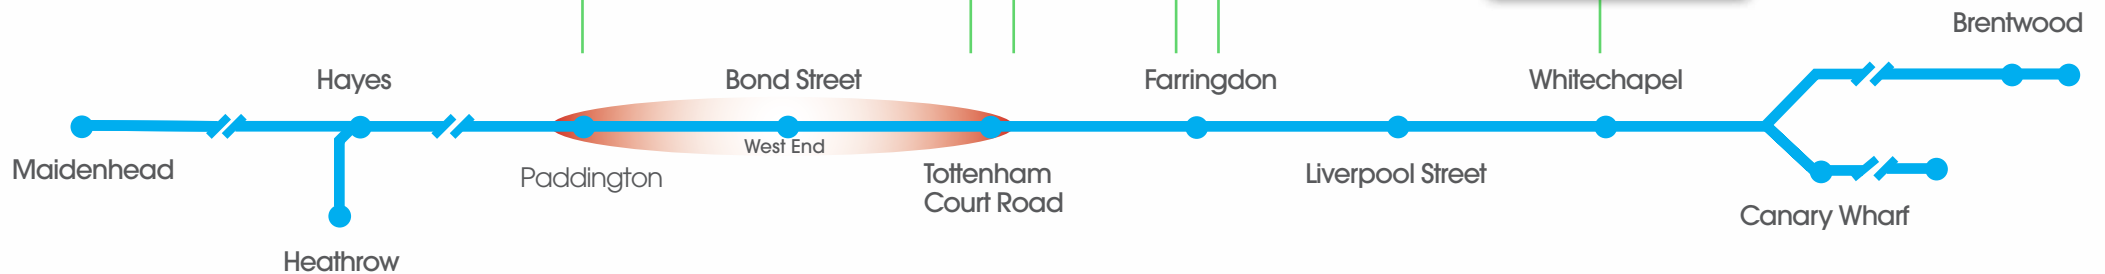 Brentwood
Hayes
Bond Street
Farringdon
Whitechapel
West End
Maidenhead
Paddington
Tottenham
Court Road
Liverpool Street
Canary Wharf
Heathrow